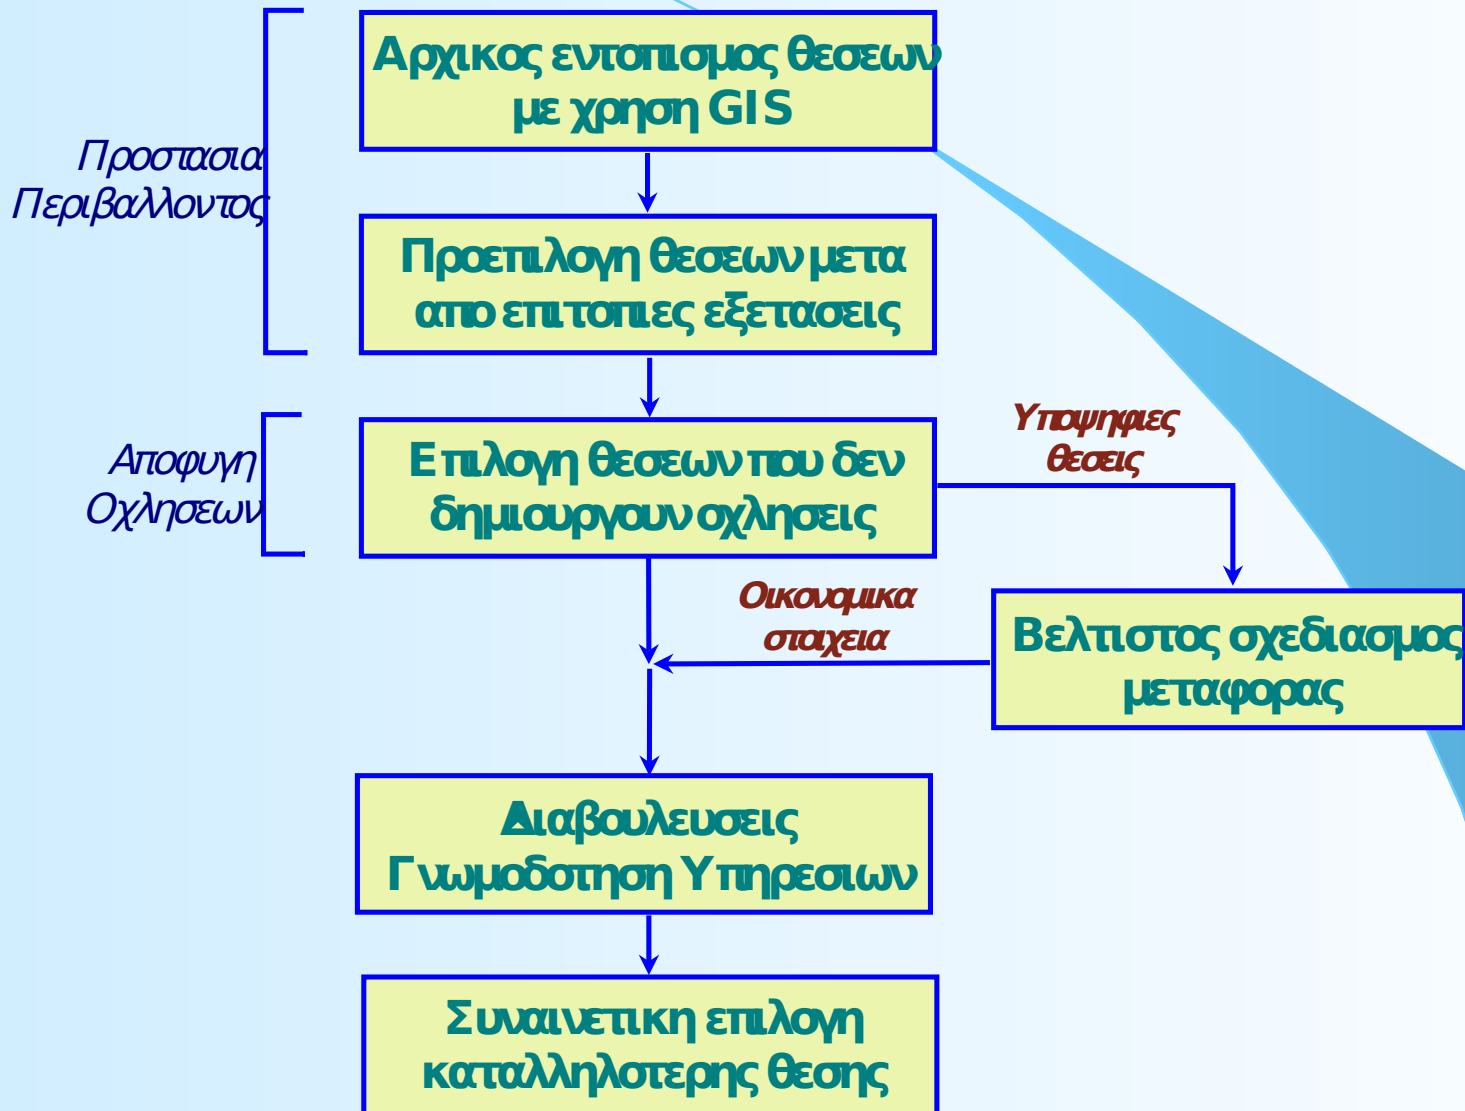 Αρχικος εντοπισμος θεσεων
με χρηση GIS
Προστασια
Περιβαλλοντος
Προεπιλογη θεσεων μετα
απο επιτοπιες εξετασεις
Αποφυγη
Οχλησεων
Επιλογη θεσεων που δεν
δημιουργουν οχλησεις
Υποψηφιες
θεσεις
Οικονομικα
στοιχεια
Βελτιστος σχεδιασμος
μεταφορας
Διαβουλευσεις
Γνωμοδοτηση Υπηρεσιων
Συναινετικη επιλογη
καταλληλοτερης θεσης